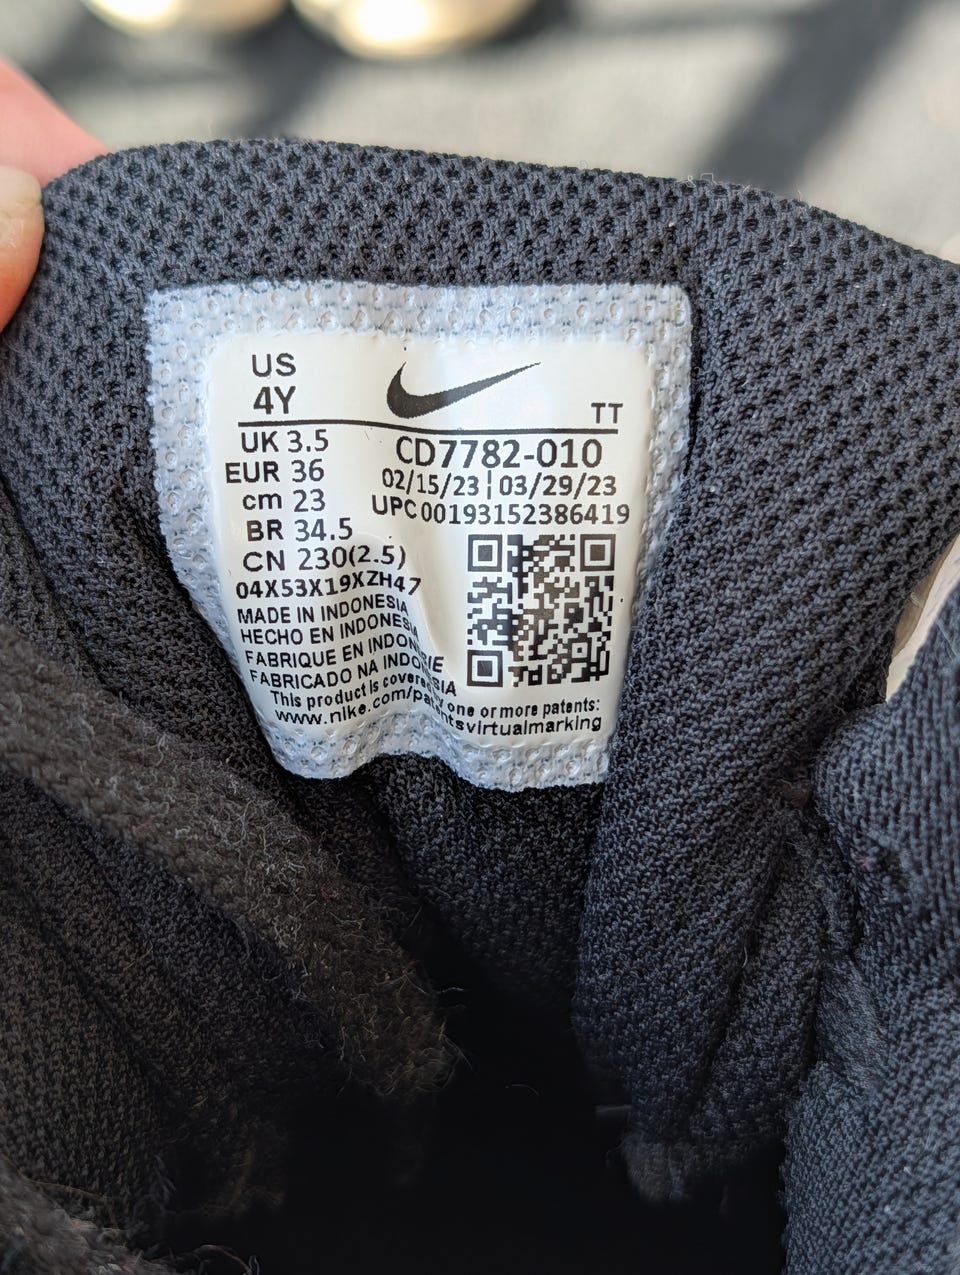 US
4Y
TT
UK 3.5
EUR 36
cm 23
BR 34.5
CN 230(2.5)
CD7782-010
02/15/23 | 03/29/23
UPC 00193152386419
04X53X19XZH47
MADE IN INDONESIA
HECHO EN INDONESIA
FABRIQUE EN INDONESIE
FABRICADO NA INDONESIA
This product is covered by one or more patents:
www.nike.com/patentsvirtualmarking